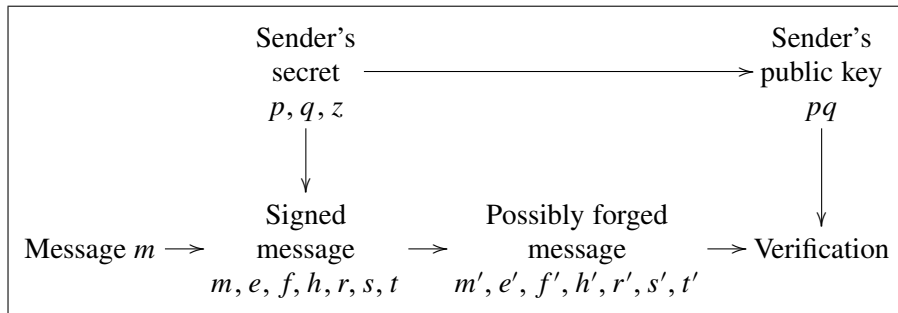 Sender's
secret
p, q, z
Sender's
public key
pq
Message m
Signed
message
m, e, f, h, r, s, t
Possibly forged
message
m′, e′, f′, h′, r′, s′, t′
Verification